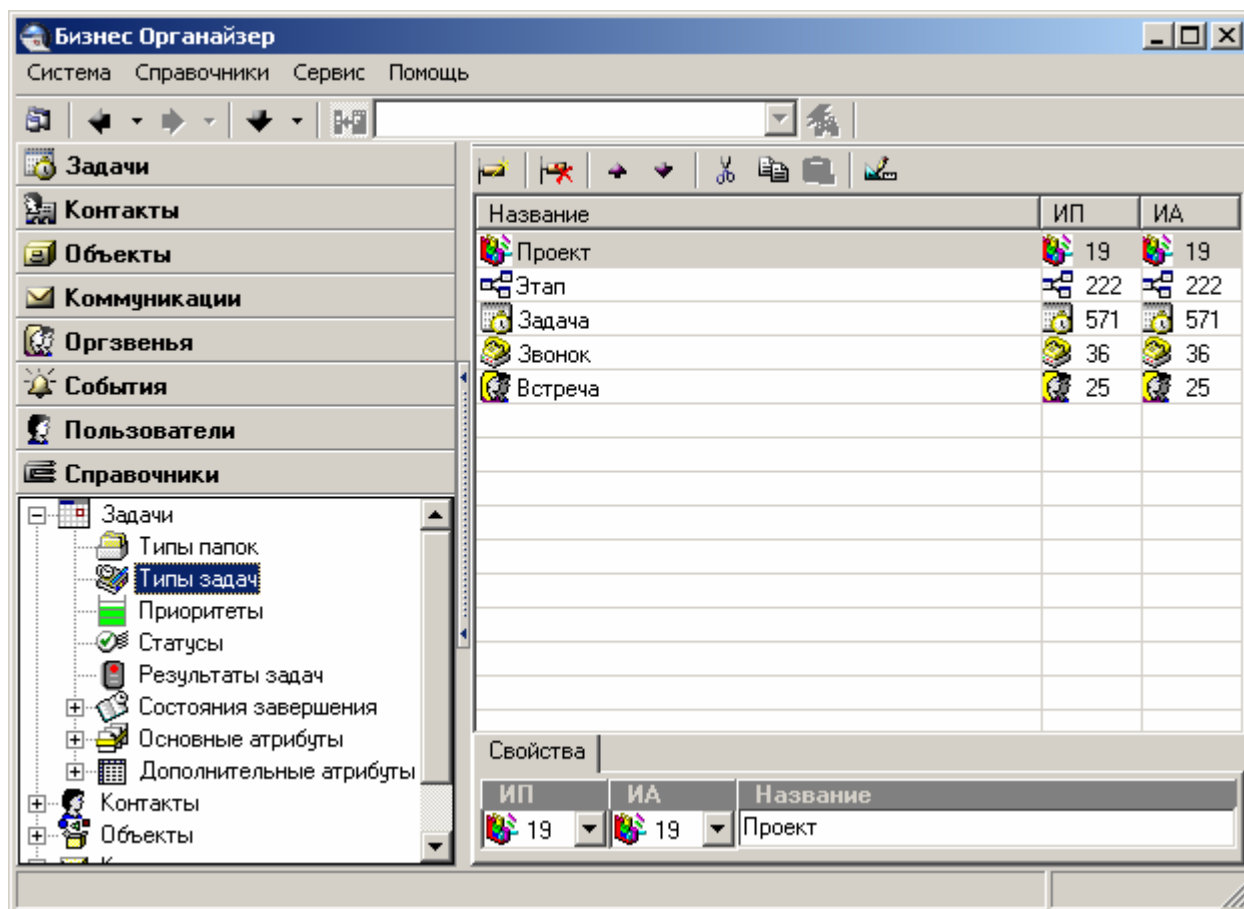 Бизнес Органайзер
Система Справочники Сервис Помощь
Задачи
Контакты
Объекты
Коммуникации
Оргзвенья
События
Пользователи
Справочники
Задачи
Типы папок
Типы задач
Приоритеты
Статусы
Результаты задач
Состояния завершения
Основные атрибуты
Дополнительные атрибуты
Контакты
Объекты
Название ИП ИА
Проект 19 19
Этап 222 222
Задача 571 571
Звонок 36 36
Встреча 25 25
Свойства
ИП ИА Название
19 19 Проект